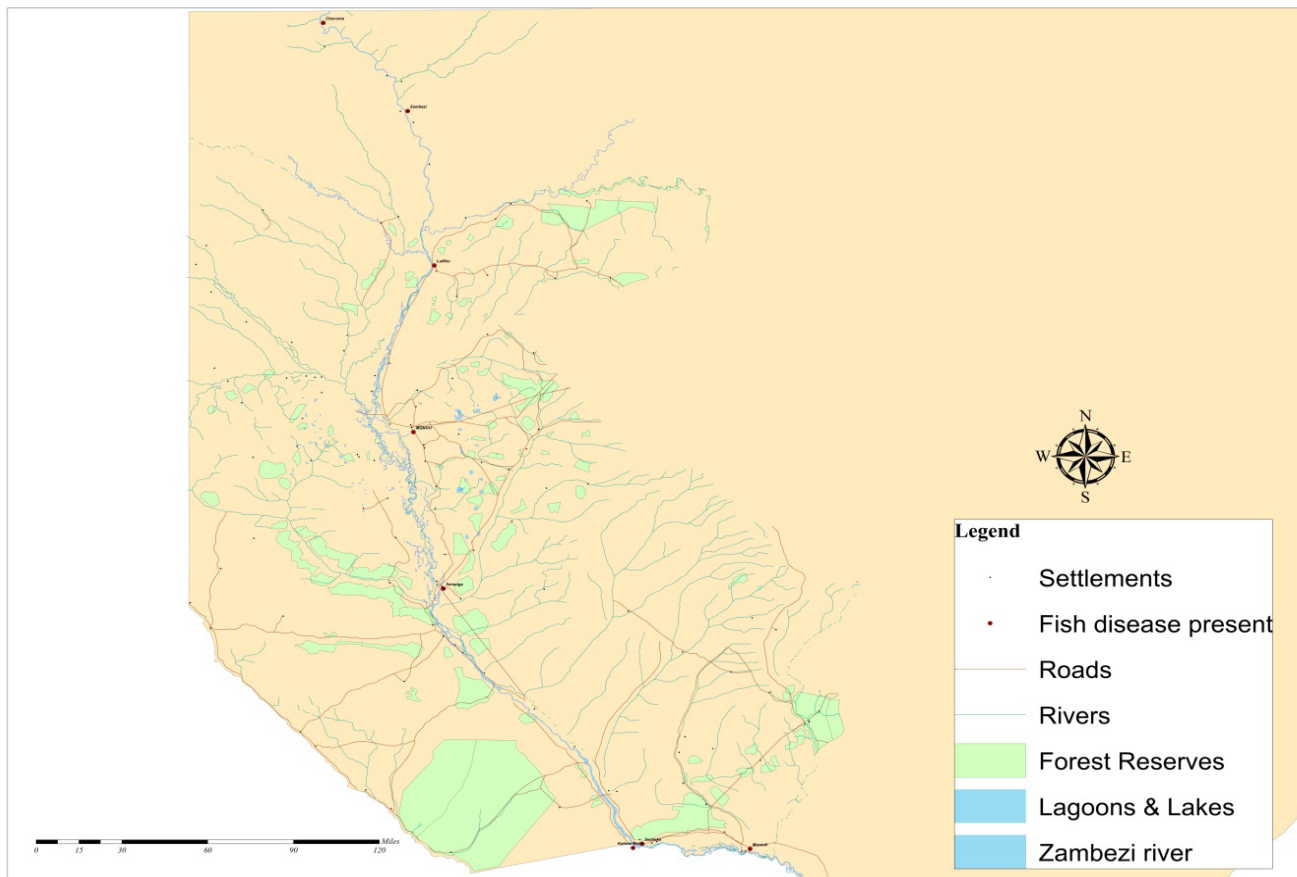 Zambezi
Lukulu
MONGU
Senanga
Sesheke
N
W
E
S
Legend
Settlements
Fish disease present
Roads
Rivers
Forest Reserves
Lagoons & Lakes
Zambezi river
Miles
0 15 30 60 90 120